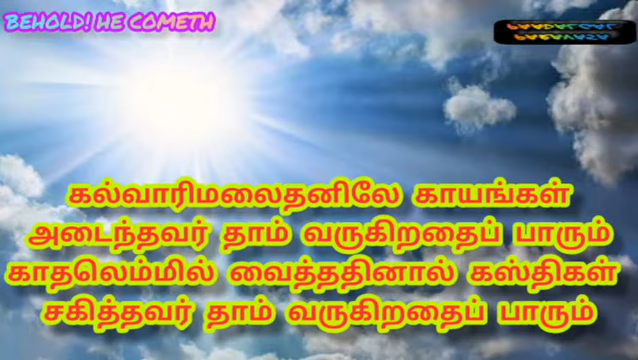 BEHOLD! HE COMETH
கல்வாரிமலைதனிலே காயங்கள்
அடைந்தவர் தாம் வருகிறதைப் பாரும்
காதலெம்மில் வைத்ததினால் கஸ்திகள்
சகித்தவர் தாம் வருகிறதைப் பாரும்